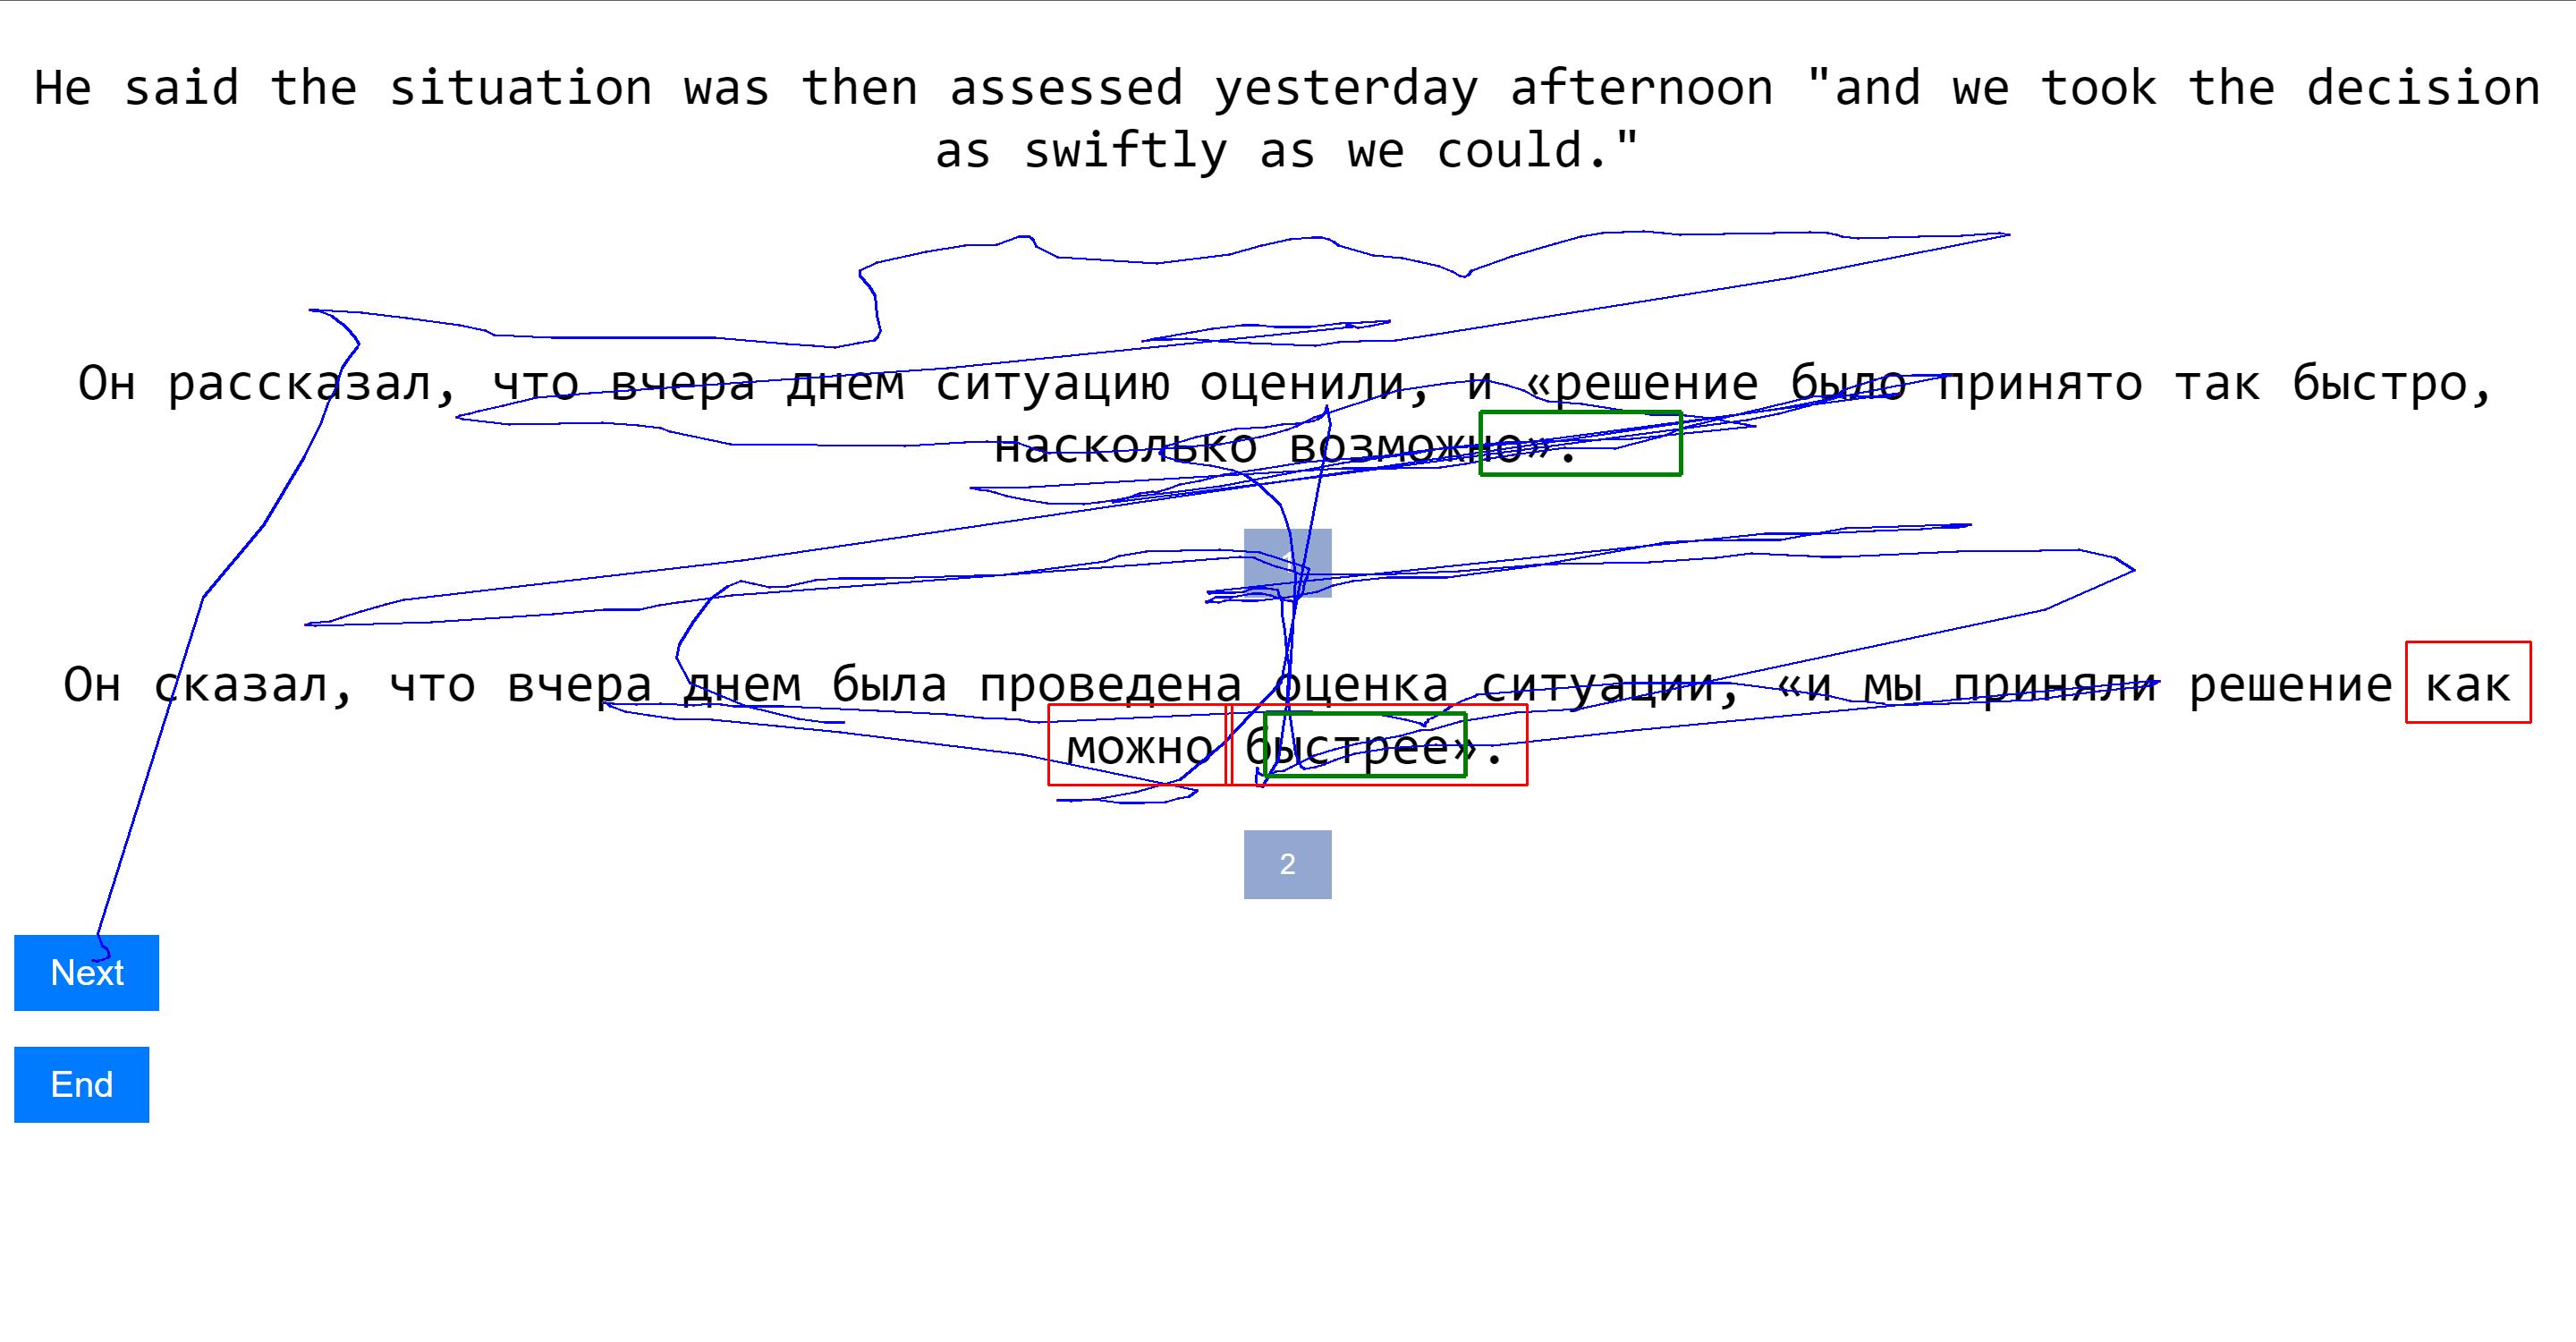 He said the situation was then assessed yesterday afternoon "and we took the decision
as swiftly as we could."
Он рассказал, что вчера днем ситуацию оценили, и «решение было принято так быстро,
насколько возможно».
Он сказал, что вчера днем была проведена оценка ситуации, «и мы приняли решение как
можно быстрее».
2
Next
End